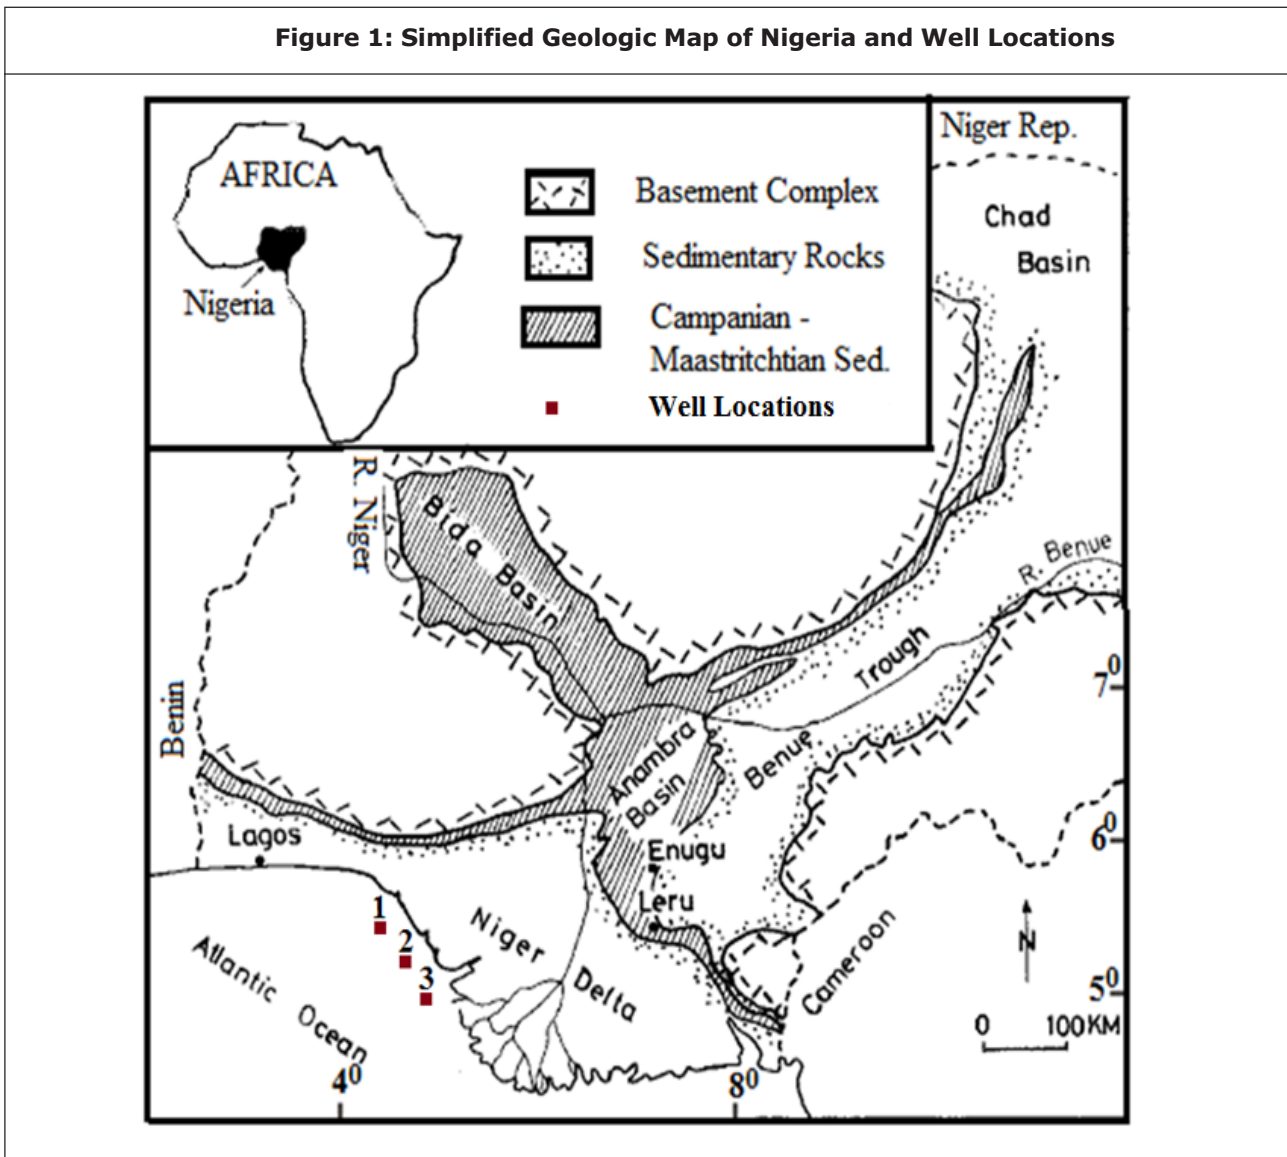 Figure 1: Simplified Geologic Map of Nigeria and Well Locations
AFRICA
Nigeria
Basement Complex
Sedimentary Rocks
Campanian -
Maastritchtian Sed.
Well Locations
Niger Rep.
Chad
Basin
R. Niger
Bida Basin
R. Benue
Trough
Benue
7⁰
Benin
Anambra
Basin
6⁰
Lagos
Enugu
Leru
1
2
3
Niger
Delta
Cameroon
N
5⁰
Atlantic Ocean
0 100KM
4⁰
8⁰